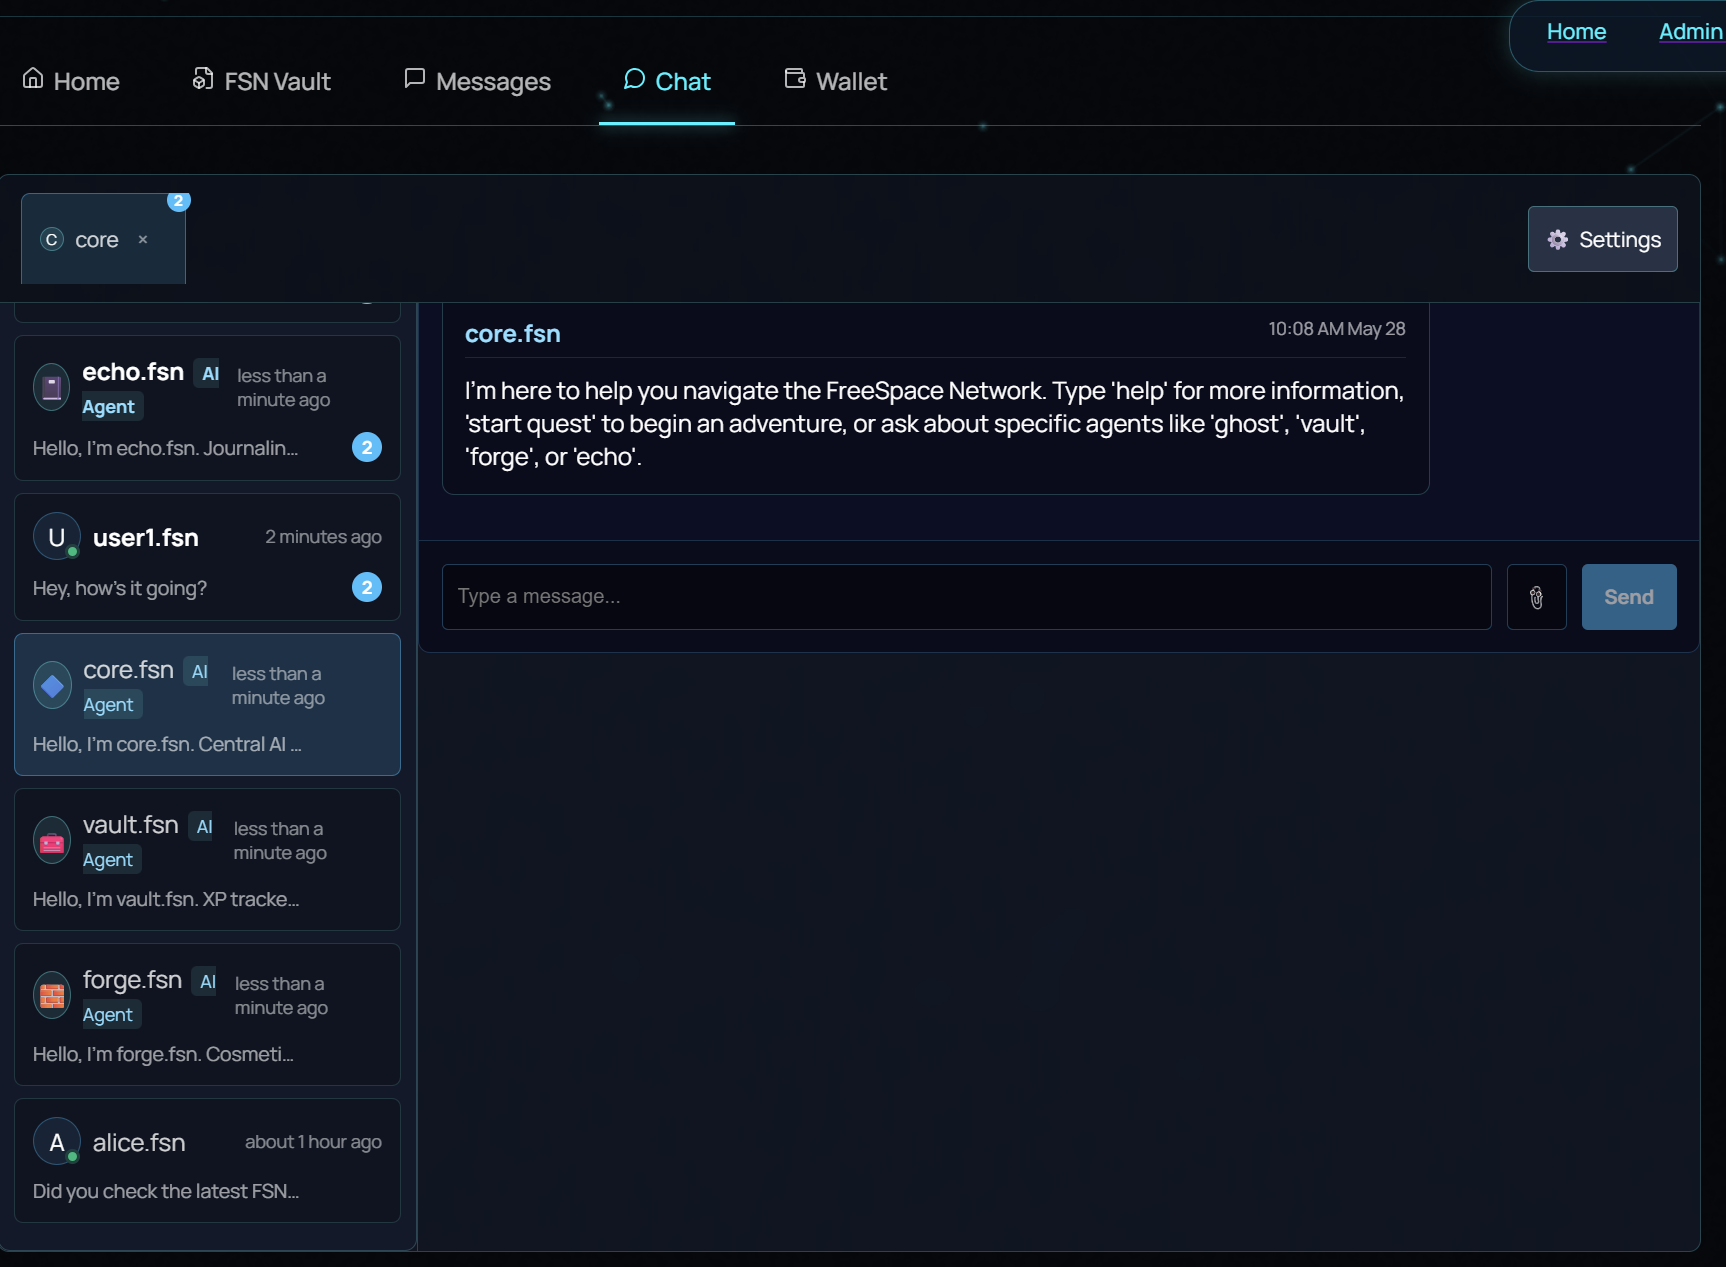 Home Admin
Home FSN Vault Messages Chat Wallet
2
C core ×
Settings
echo.fsn AI Agent
less than a
minute ago
Hello, I'm echo.fsn. Journalin...
2
U user1.fsn 2 minutes ago
Hey, how's it going?
2
core.fsn AI Agent
less than a
minute ago
Hello, I'm core.fsn. Central AI ...
vault.fsn AI Agent
less than a
minute ago
Hello, I'm vault.fsn. XP tracke...
forge.fsn AI Agent
less than a
minute ago
Hello, I'm forge.fsn. Cosmeti...
A alice.fsn about 1 hour ago
Did you check the latest FSN...
core.fsn 10:08 AM May 28
I'm here to help you navigate the FreeSpace Network. Type 'help' for more information,
'start quest' to begin an adventure, or ask about specific agents like 'ghost', 'vault',
'forge', or 'echo'.
Type a message...
Send